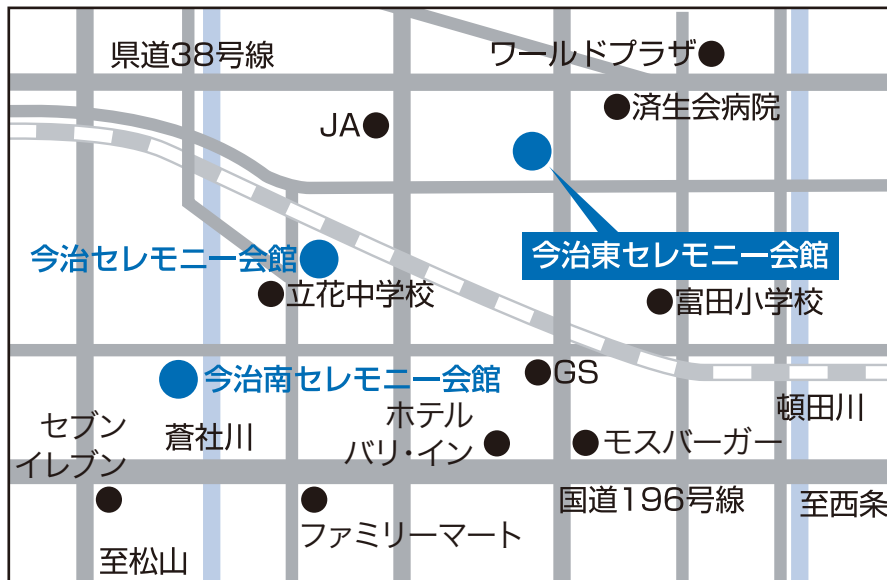 県道38号線
ワールドプラザ
済生会病院
JA
今治東セレモニー会館
今治セレモニー会館
立花中学校
富田小学校
GS
今治南セレモニー会館
頓田川
セブン
イレブン
蒼社川
ホテル
バリ・イン
モスバーガー
国道196号線
至西条
ファミリーマート
至松山